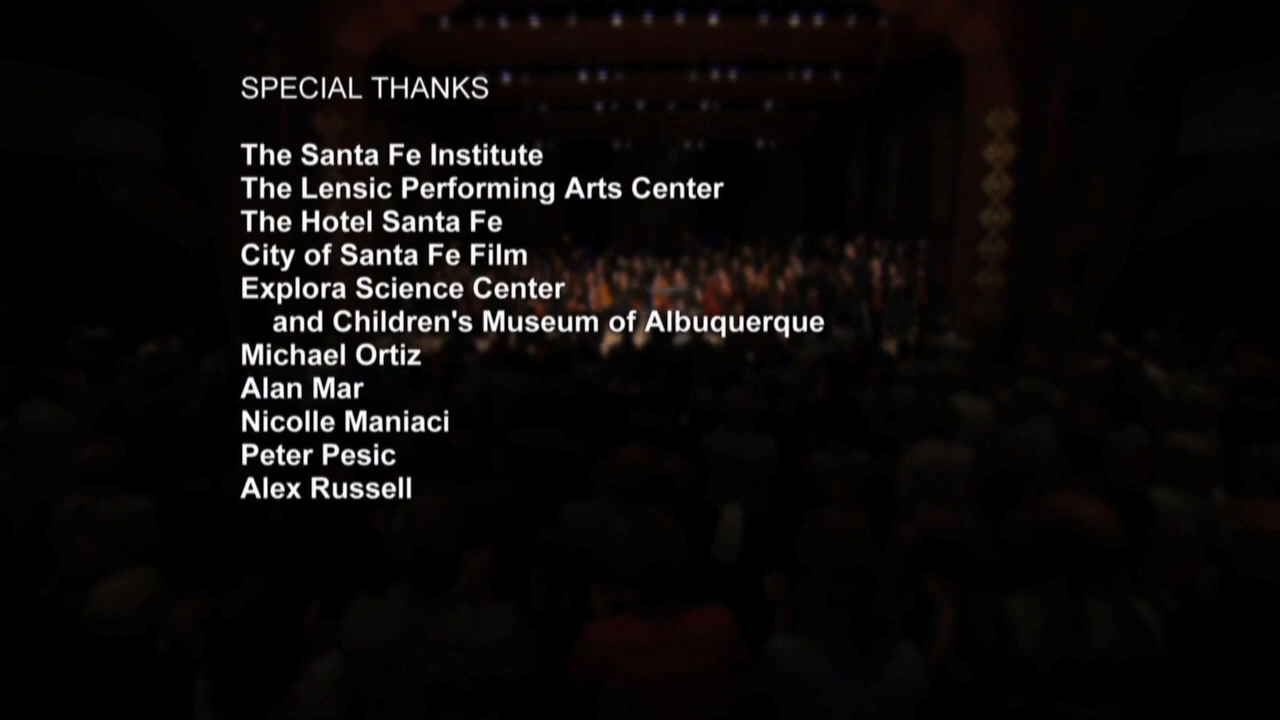 SPECIAL THANKS
The Santa Fe Institute
The Lensic Performing Arts Center
The Hotel Santa Fe
City of Santa Fe Film
Explora Science Center
and Children's Museum of Albuquerque
Michael Ortiz
Alan Mar
Nicolle Maniaci
Peter Pesic
Alex Russell